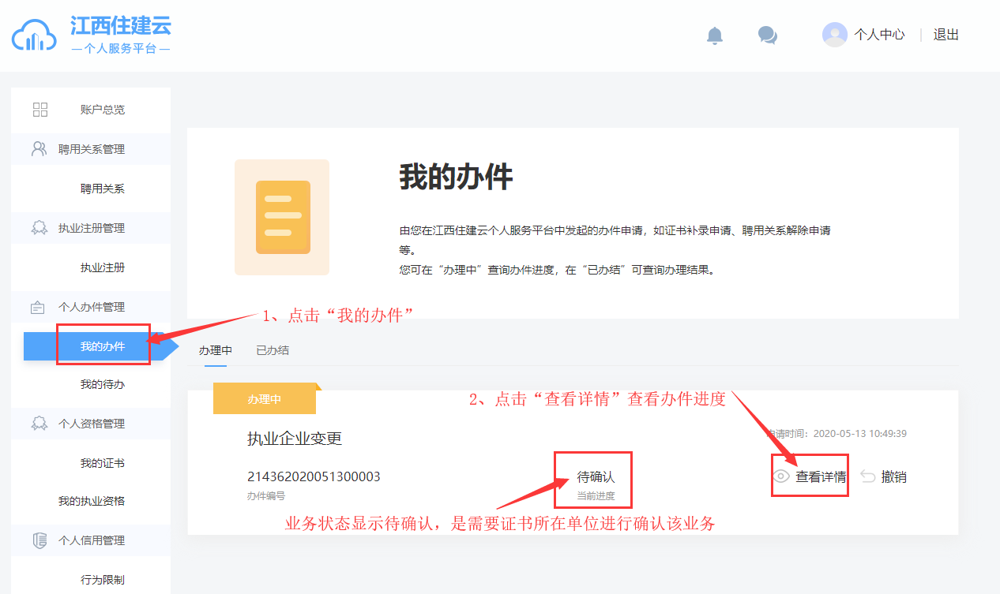 江西住建云
—个人服务平台—
个人中心
退出
账户总览
聘用关系管理
聘用关系
执业注册管理
执业注册
个人办件管理
我的办件
我的待办
个人资格管理
我的证书
我的执业资格
个人信用管理
行为限制
我的办件
由您在江西住建云个人服务平台中发起的办件申请，如证书补录申请、聘用关系解除申请
等。
您可在“办理中”查询办件进度，在“已办结”可查询办理结果。
1、点击“我的办件”
办理中
已办结
办理中
2、点击“查看详情”查看办件进度
执业企业变更
申请时间：2020-05-13 10:49:39
214362020051300003
办件编号
待确认
当前进度
查看详情
撤销
业务状态显示待确认，是需要证书所在单位进行确认该业务